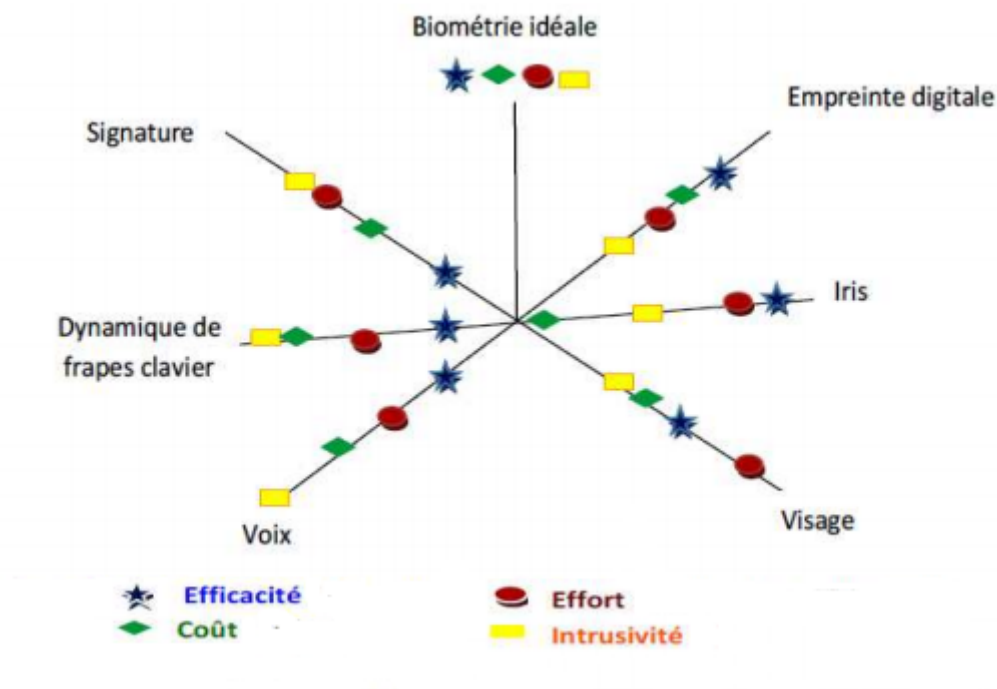 Biométrie idéale
Empreinte digitale
Signature
Iris
Dynamique de
frapes clavier
Voix
Visage
Efficacité
Effort
Coût
Intrusivité